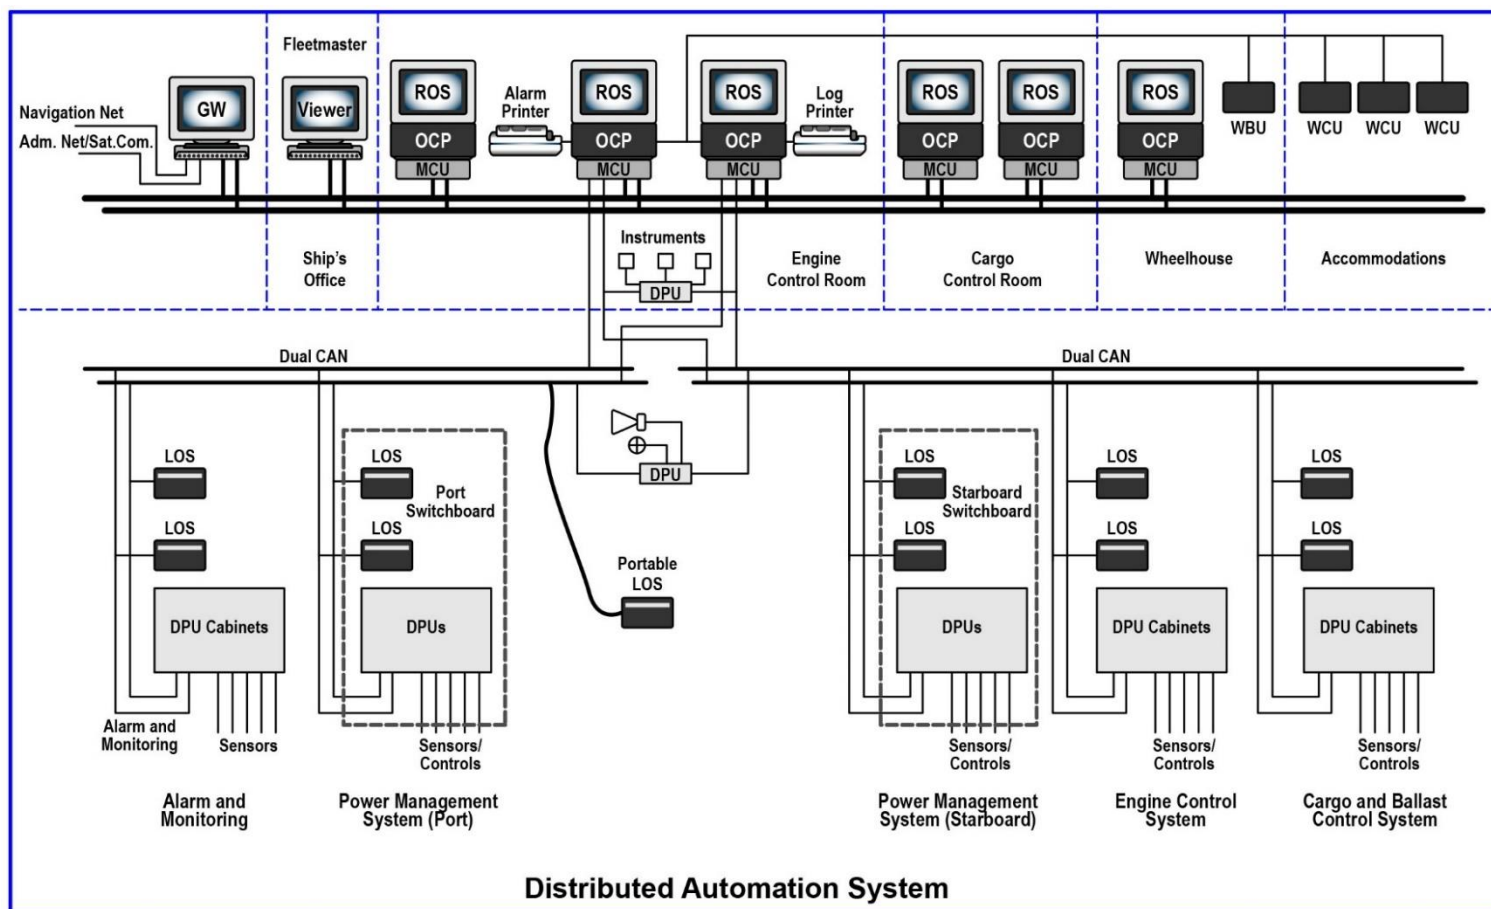 Fleetmaster
Navigation Net
Adm. Net/Sat.Com.
GW
Viewer
ROS
OCP
MCU
Alarm
Printer
ROS
OCP
MCU
ROS
OCP
MCU
Log
Printer
ROS
OCP
MCU
ROS
OCP
MCU
ROS
OCP
MCU
WBU
WCU
WCU
WCU
Ship's
Office
Instruments
DPU
Engine
Control Room
Cargo
Control Room
Wheelhouse
Accommodations
Dual CAN
Dual CAN
LOS
LOS
DPU Cabinets
Alarm and
Monitoring
Sensors
Alarm and
Monitoring
LOS
Port
Switchboard
LOS
DPUs
Sensors/
Controls
Power Management
System (Port)
DPU
Portable
LOS
LOS
Starboard
Switchboard
LOS
DPUs
Sensors/
Controls
Power Management
System (Starboard)
LOS
LOS
DPU Cabinets
Sensors/
Controls
Engine Control
System
LOS
LOS
DPU Cabinets
Sensors/
Controls
Cargo and Ballast
Control System
Distributed Automation System